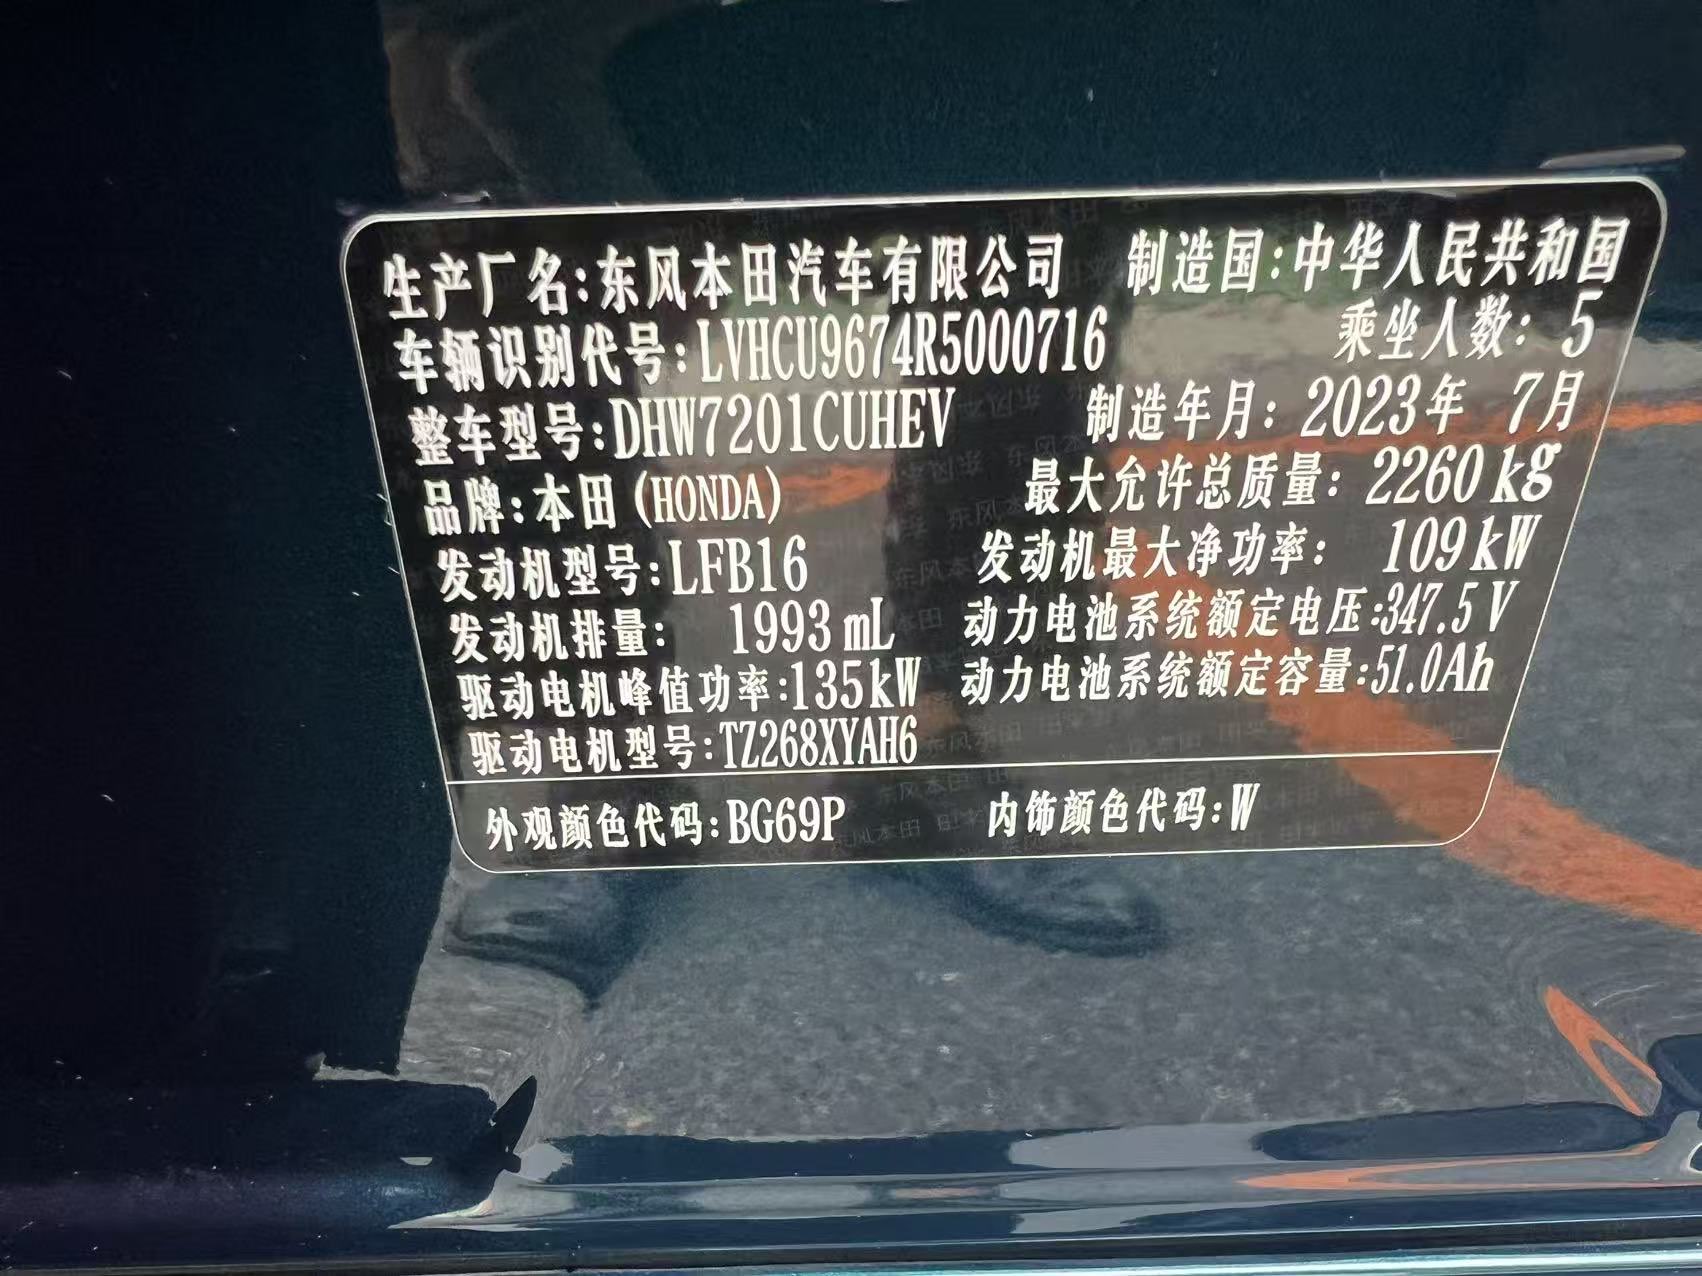 生产厂名:东风本田汽车有限公司 制造国:中华人民共和国
车辆识别代号:LVHCU9674R5000716 乘坐人数: 5
整车型号:DHW7201CUHEV 制造年月: 2023年 7月
品牌:本田(HONDA) 最大允许总质量: 2260 kg
发动机型号:LFB16 发动机最大净功率: 109 kW
发动机排量: 1993 mL 动力电池系统额定电压:347.5 V
驱动电机峰值功率:135kW 动力电池系统额定容量:51.0Ah
驱动电机型号:TZ268XYAH6
外观颜色代码:BG69P 内饰颜色代码:W